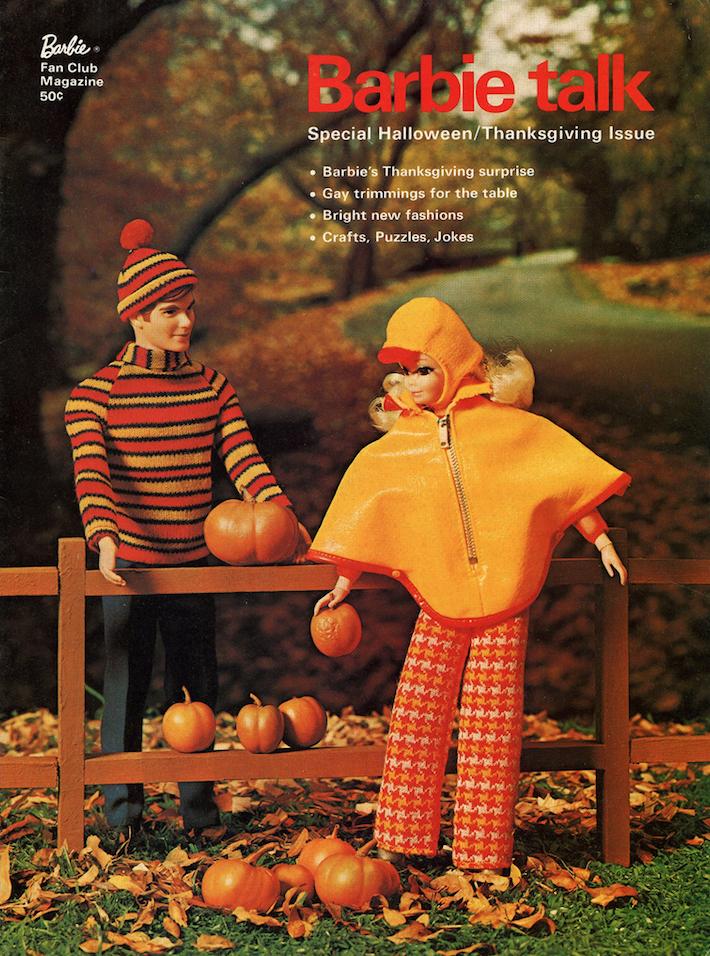 Barbie ®
Fan Club
Magazine
50¢
Barbie talk
Special Halloween/Thanksgiving Issue
• Barbie's Thanksgiving surprise
• Gay trimmings for the table
• Bright new fashions
• Crafts, Puzzles, Jokes